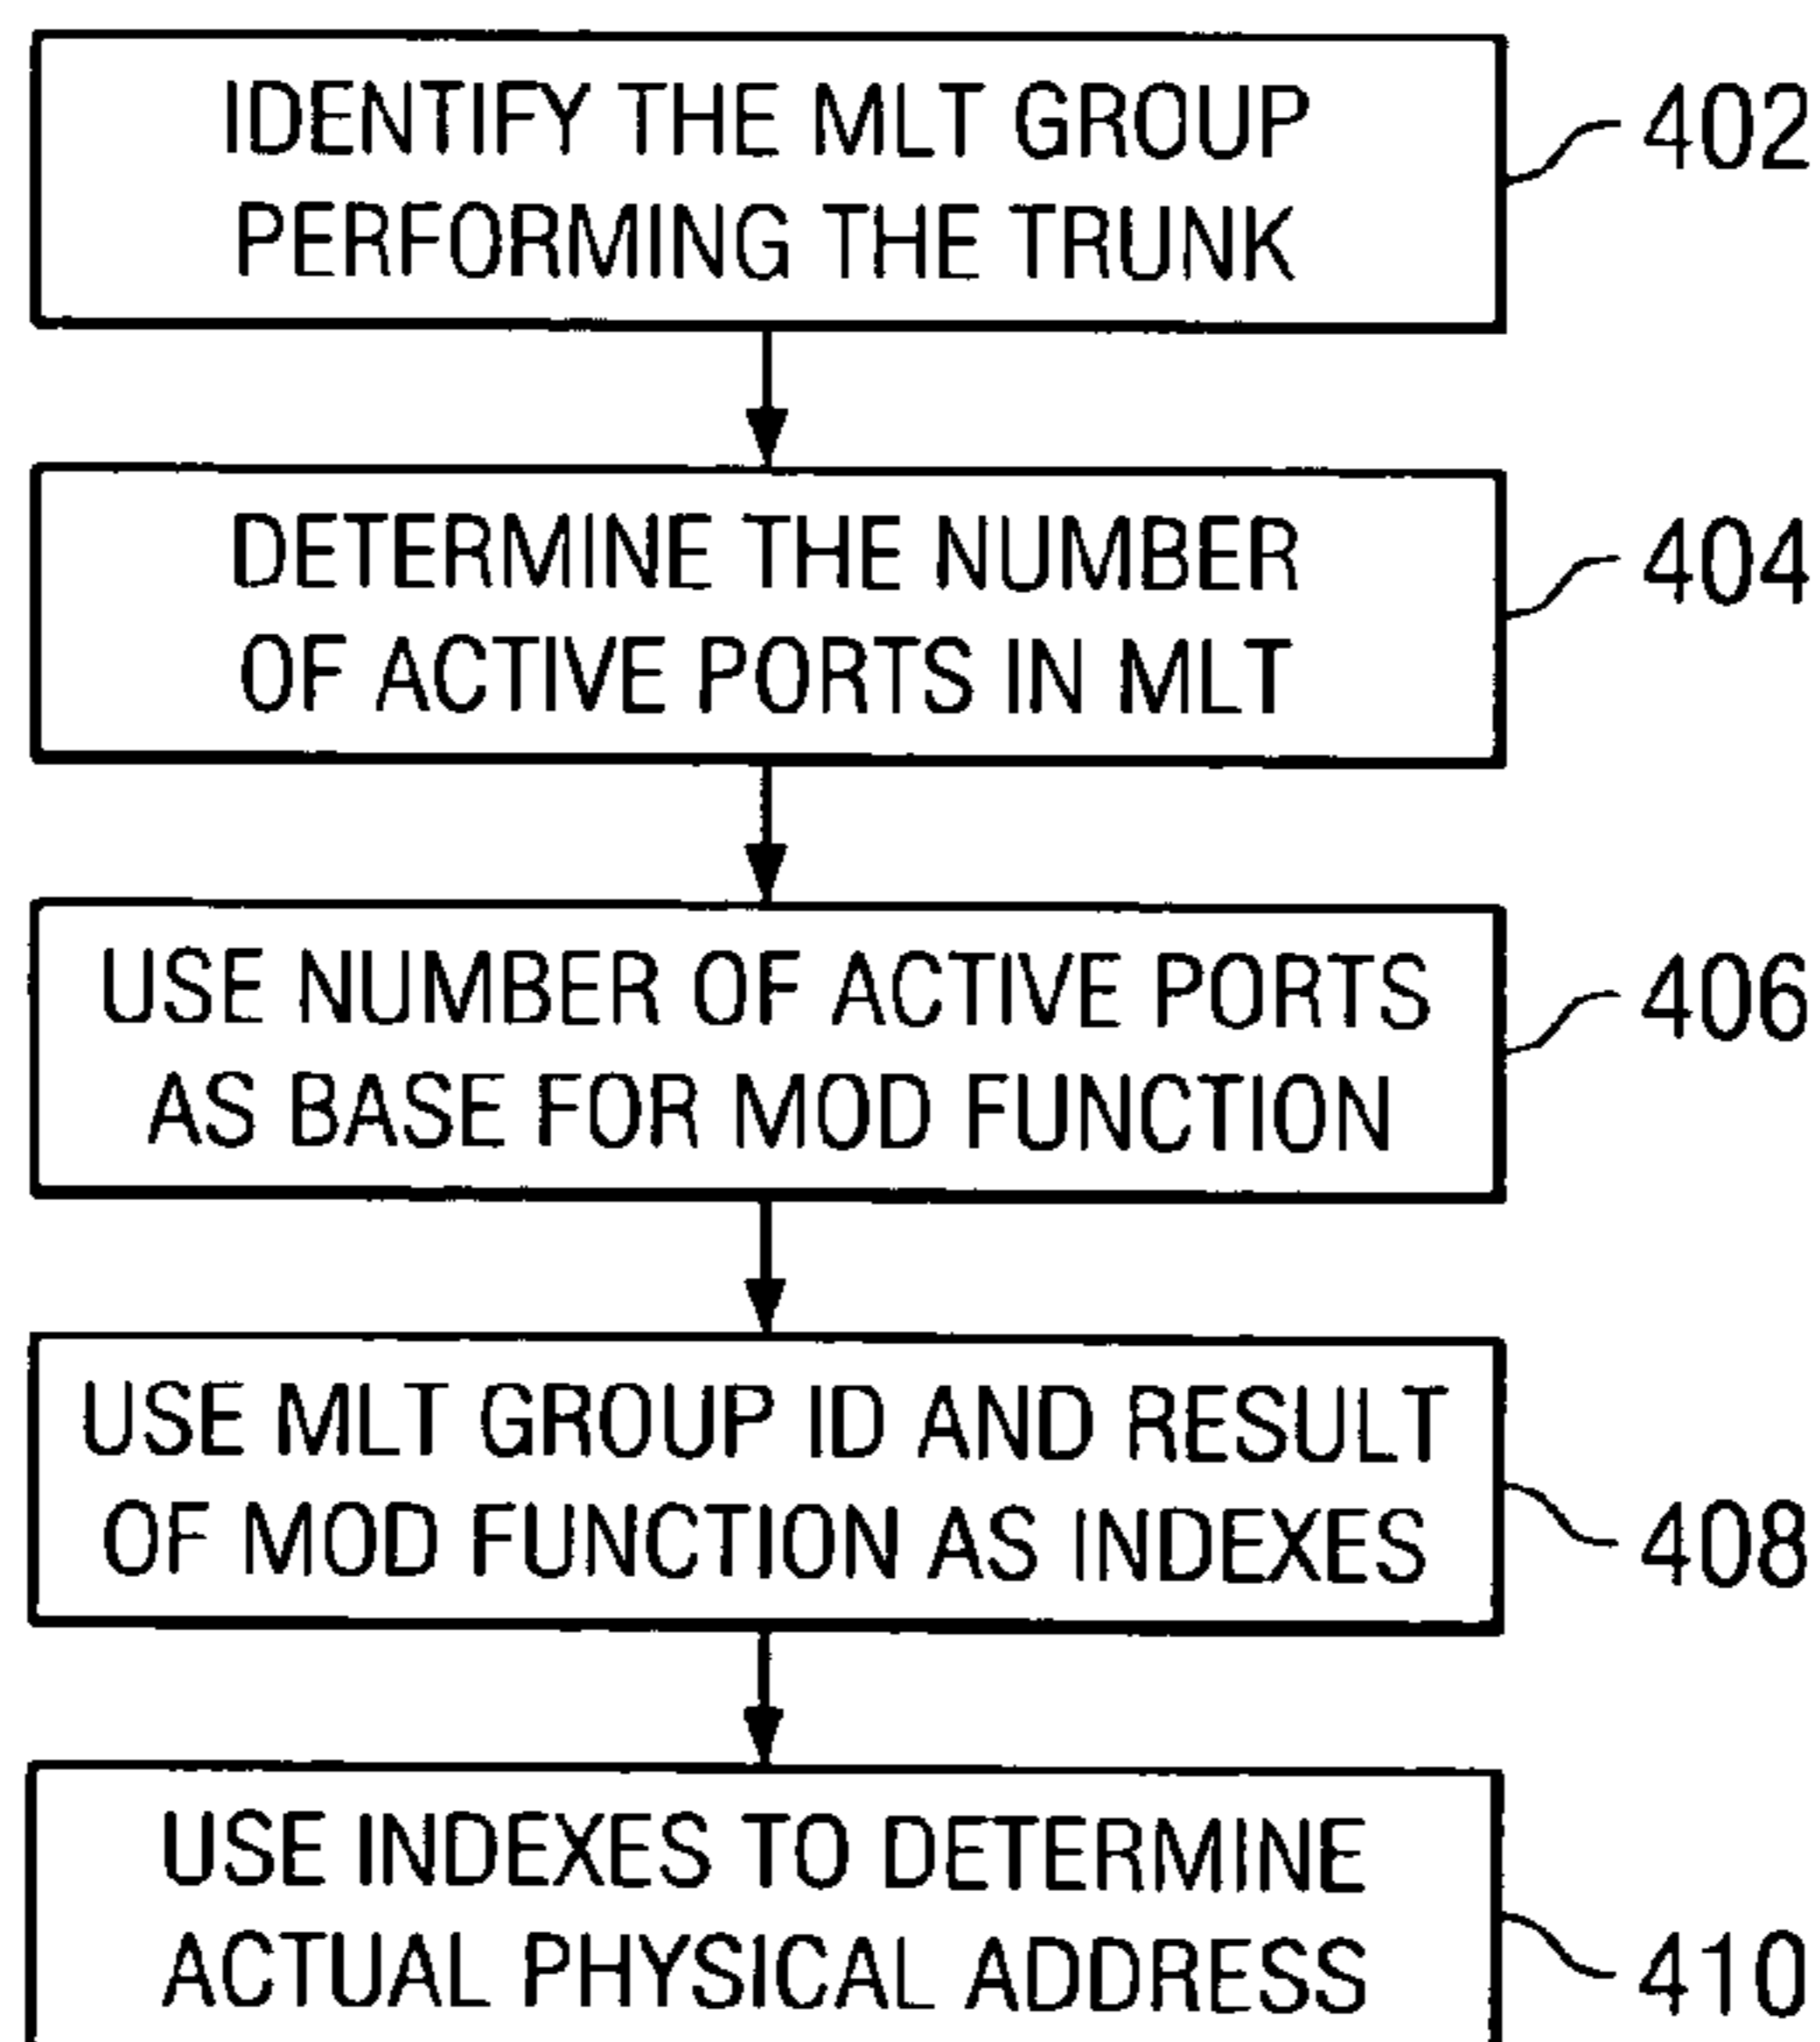 IDENTIFY THE MLT GROUP
PERFORMING THE TRUNK
402
DETERMINE THE NUMBER
OF ACTIVE PORTS IN MLT
404
USE NUMBER OF ACTIVE PORTS
AS BASE FOR MOD FUNCTION
406
USE MLT GROUP ID AND RESULT
OF MOD FUNCTION AS INDEXES
408
USE INDEXES TO DETERMINE
ACTUAL PHYSICAL ADDRESS
410